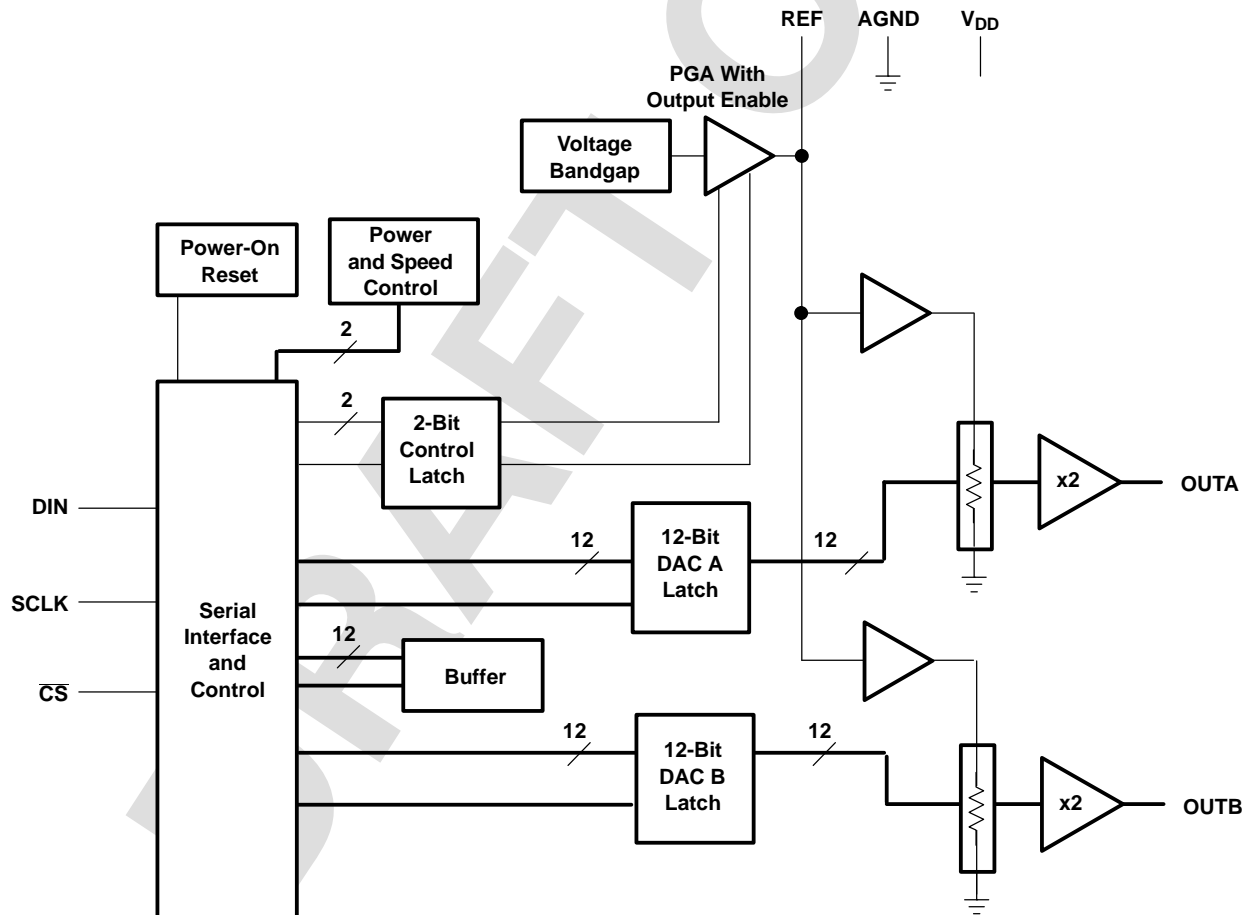 REF AGND VDD
PGA With
Output Enable
Voltage
Bandgap
Power-On
Reset
Power
and Speed
Control
2
2
2-Bit
Control
Latch
DIN
SCLK
CS
Serial
Interface
and
Control
12
12-Bit
DAC A
Latch
12
x2
OUTA
12
Buffer
12
12-Bit
DAC B
Latch
12
x2
OUTB
DRAFT O